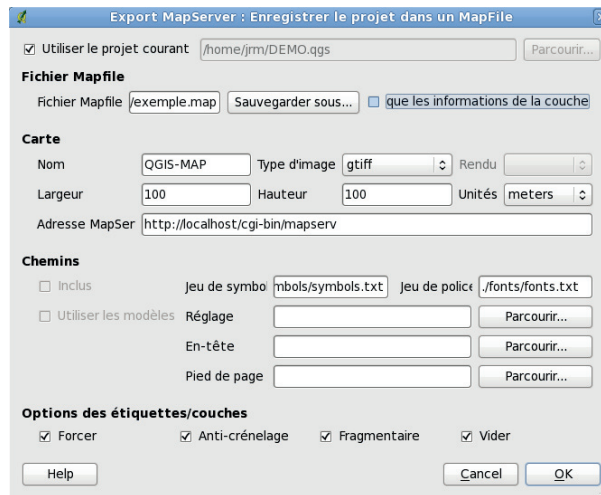 Export MapServer : Enregistrer le projet dans un MapFile
Utiliser le projet courant /home/jrm/DEMO.qgs Parcourir...
Fichier Mapfile
Fichier Mapfile /exemple.map Sauvegarder sous... que les informations de la couche
Carte
Nom QGIS-MAP Type d'image gtiff Rendu
Largeur 100 Hauteur 100 Unités meters
Adresse MapSer http://localhost/cgi-bin/mapserv
Chemins
Inclus Jeu de symbol mbols/symbols.txt Jeu de police ./fonts/fonts.txt
Utiliser les modèles Réglage Parcourir...
En-tête Parcourir...
Pied de page Parcourir...
Options des étiquettes/couches
Forcer Anti-crénelage Fragmentaire Vider
Help Cancel OK